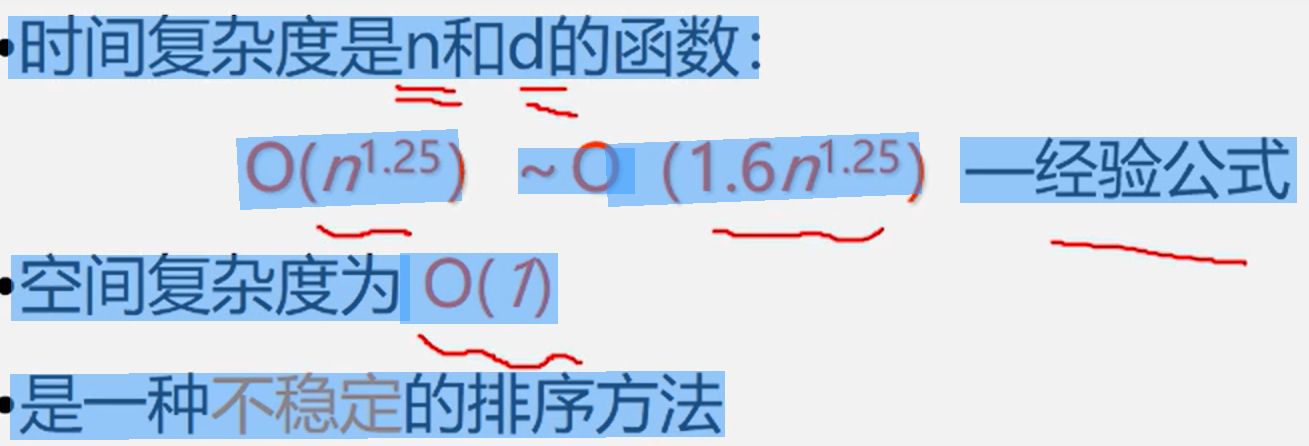 •时间复杂度是n和d的函数：
O(n^1.25) ~O (1.6n^1.25) —经验公式
•空间复杂度为 O(1)
•是一种不稳定的排序方法